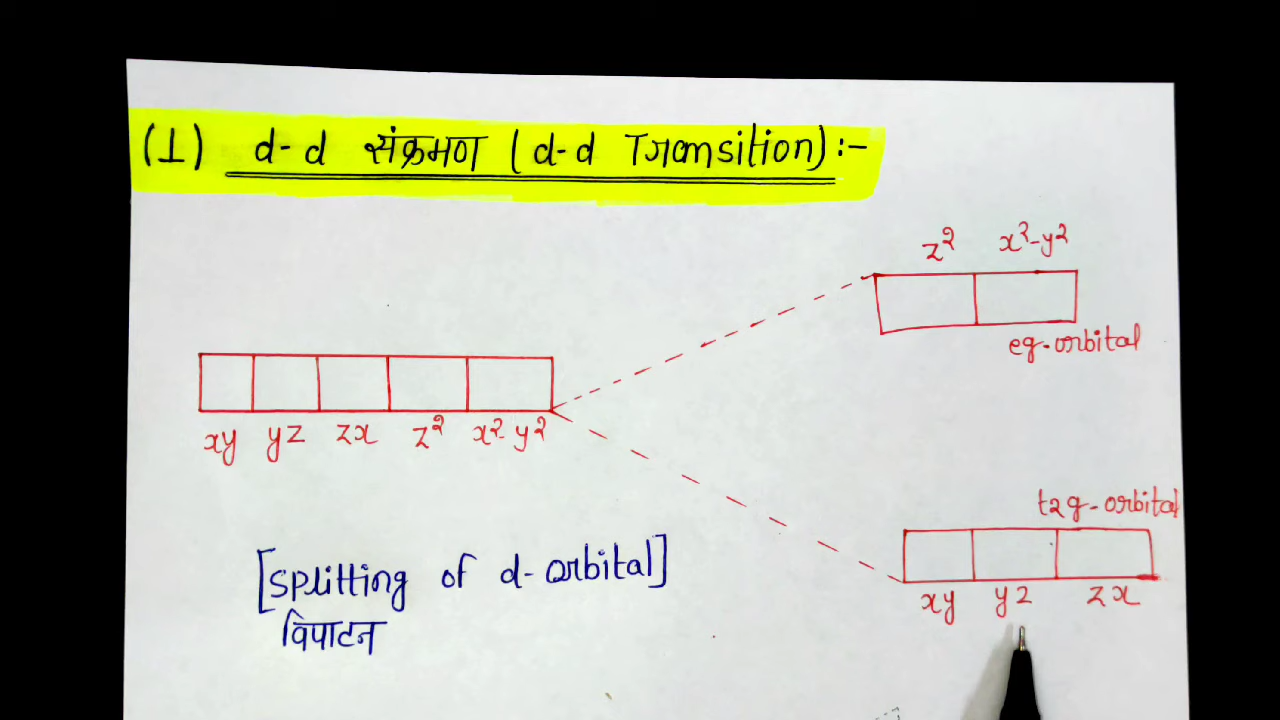 (1) d-d संक्रमण (d-d Transition):-
z² x²-y²
eg-orbital
xy yz zx z² x²-y²
t2g-orbital
[splitting of d-orbital]
xy yz zx
विपाटन